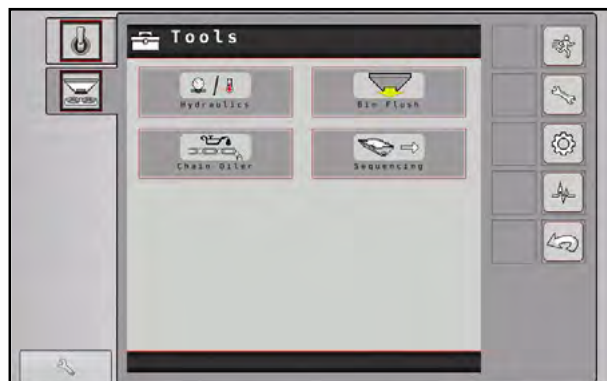 Tools
Hydraulics
Bin Flush
Chain Oiler
Sequencing